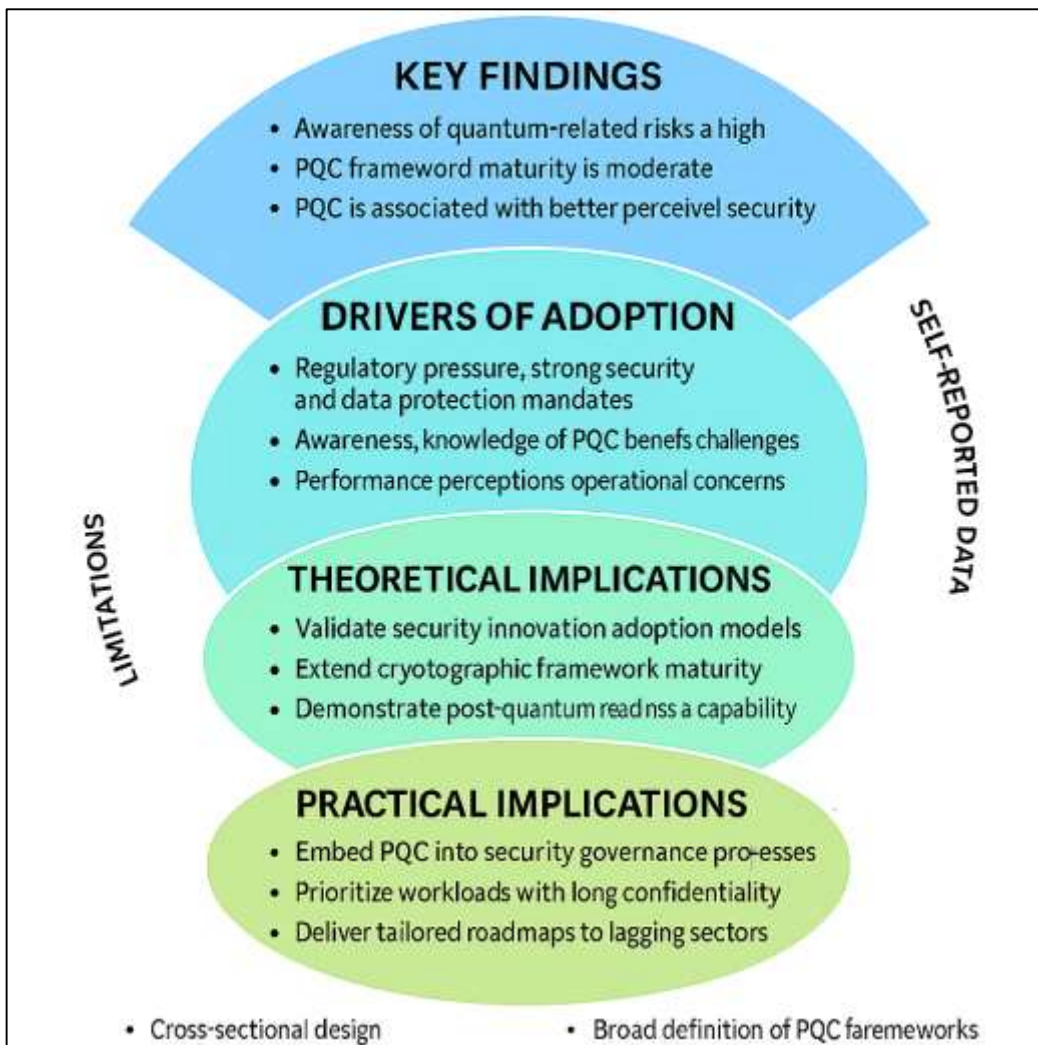 KEY FINDINGS
• Awareness of quantum-related risks a high
• PQC frameword maturity is moderate
• PQC is associated with better perceivel security
DRIVERS OF ADOPTION
• Regulatory pressure, strong security
and data protection mandates
• Awareness, knowledge of PQC benefs challenges
• Performance perceptions operational concerns
SELF-REPORTED DATA
LIMITATIONS
THEORETICAL IMPLICATIONS
• Validate security innovation adoption models
• Extend cryotographic framework maturity
• Demonstrate post-quantum readnss a capability
PRACTICAL IMPLICATIONS
• Embed PQC into security governance pro-esses
• Prioritize workloads with long confidentiality
• Deliver tailored roadmaps to lagging sectors
• Cross-sectional design
• Broad definition of PQC faremeworks